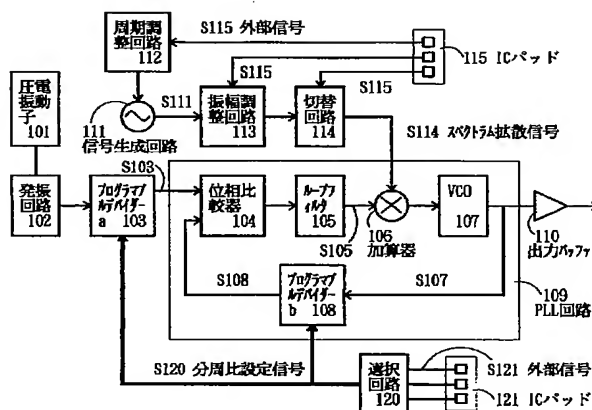 周期調
整回路
112
S115 外部信号
115 ICパッド
圧電
振動
子
101
111
信号生成回路
S111
S115
振幅調
整回路
113
切替
回路
114
S115
S114 スペクトラム拡散信号
発振
回路
102
プログラマブ
ルデバイダー
a 103
S103
位相比
較器
104
ループフ
ィルタ
105
S105
106
加算器
VCO
107
110
出力バッファ
S108
プログラマブ
ルデバイダー
b 108
S107
109
PLL回路
S120 分周比設定信号
選択
回路
120
S121 外部信号
121 ICパッド